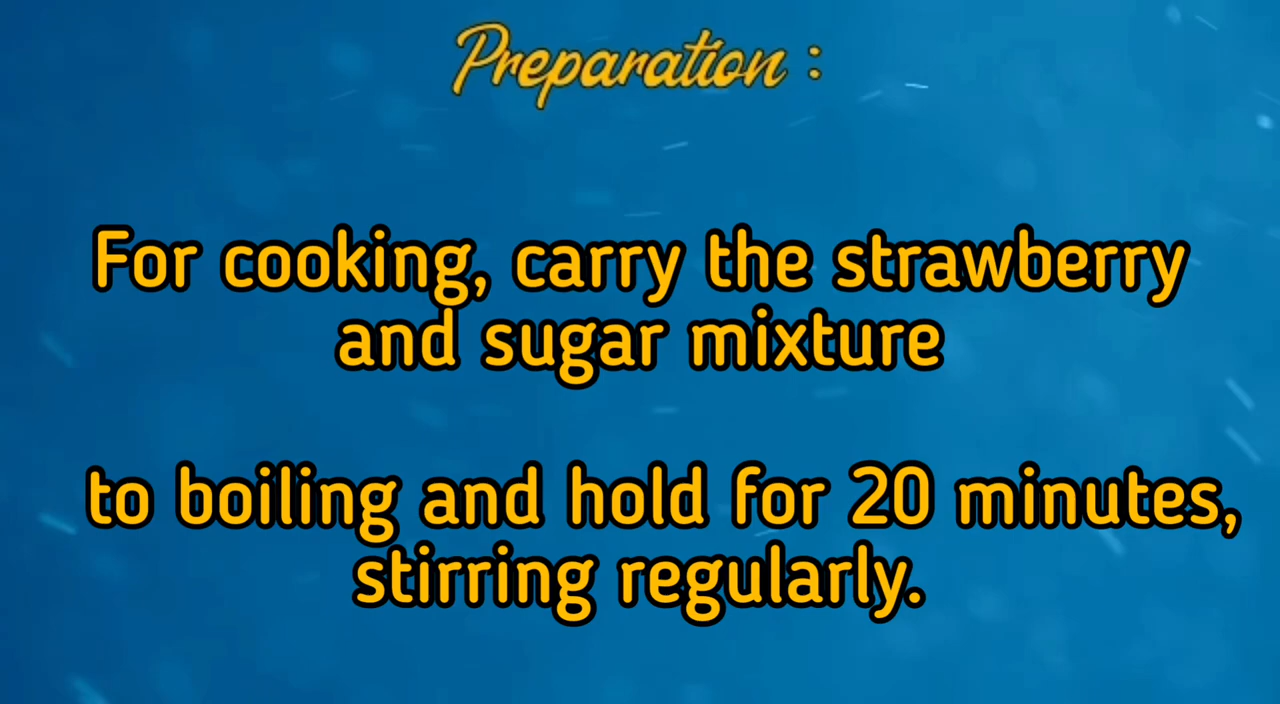 Preparation :
For cooking, carry the strawberry
and sugar mixture
to boiling and hold for 20 minutes,
stirring regularly.